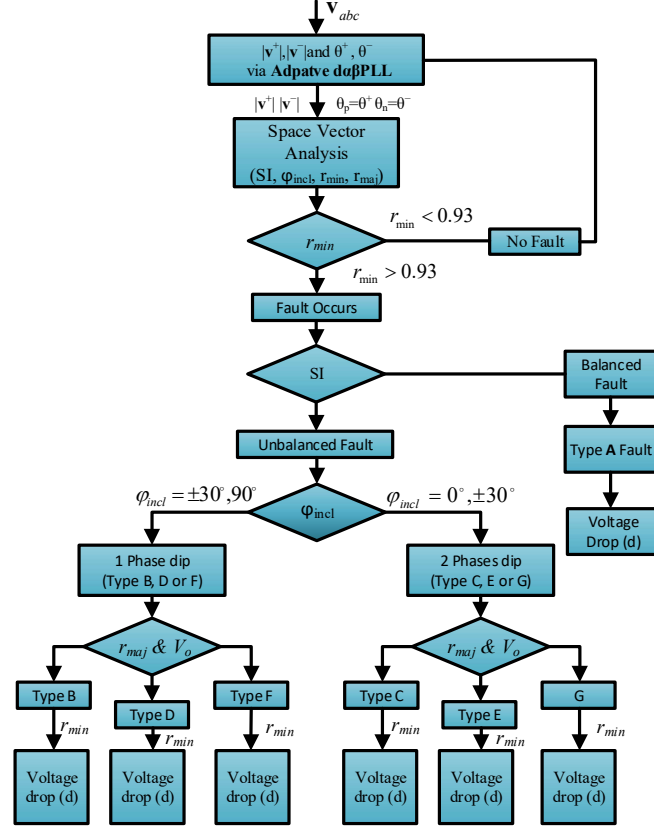 v_abc
|v⁺|,|v⁻|and θ⁺, θ⁻
via Adpatve dαβPLL
|v⁺| |v⁻| θp=θ⁺ θn=θ⁻
Space Vector
Analysis
(SI, φincl, rmin, rmaj)
rmin < 0.93
rmin
No Fault
rmin > 0.93
Fault Occurs
SI
Balanced
Fault
Unbalanced Fault
Type A Fault
φincl = ±30°,90°
φincl
φincl = 0°,±30°
Voltage
Drop (d)
1 Phase dip
(Type B, D or F)
2 Phases dip
(Type C, E or G)
rmaj & Vo
rmaj & Vo
Type B
Type D
Type F
Type C
Type E
G
rmin
rmin
rmin
rmin
rmin
rmin
Voltage
drop (d)
Voltage
drop (d)
Voltage
drop (d)
Voltage
drop (d)
Voltage
drop (d)
Voltage
drop (d)